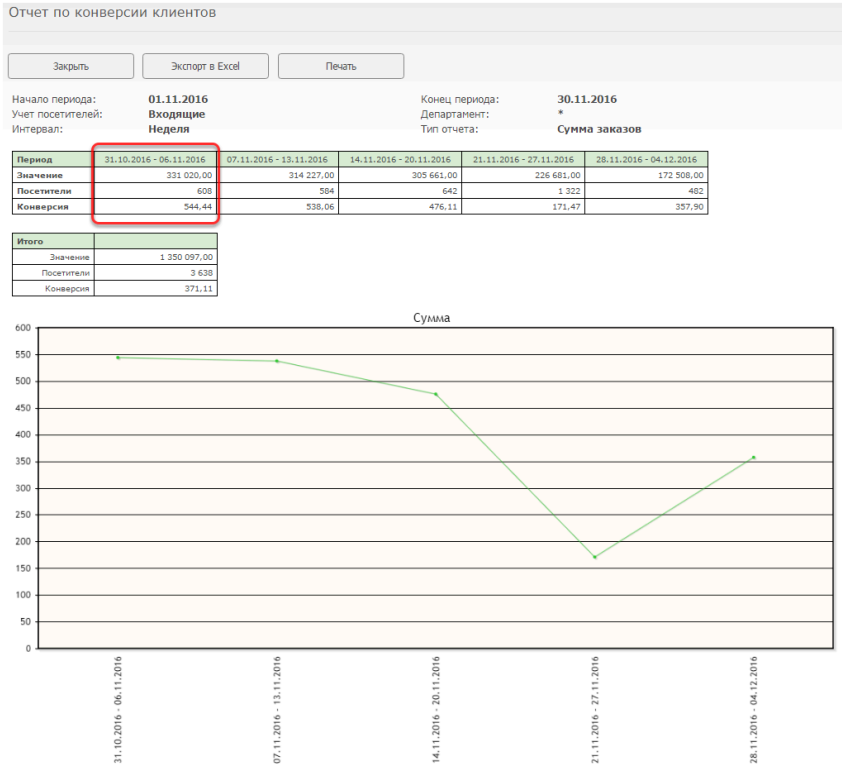 Отчет по конверсии клиентов
Закрыть Экспорт в Excel Печать
Начало периода: 01.11.2016 Конец периода: 30.11.2016
Учет посетителей: Входящие Департамент: *
Интервал: Неделя Тип отчета: Сумма заказов
Период 31.10.2016 - 06.11.2016 07.11.2016 - 13.11.2016 14.11.2016 - 20.11.2016 21.11.2016 - 27.11.2016 28.11.2016 - 04.12.2016
Значение 331 020,00 314 227,00 305 661,00 226 681,00 172 508,00
Посетители 608 584 642 1 322 482
Конверсия 544,44 538,06 476,11 171,47 357,90
Итого
Значение 1 350 097,00
Посетители 3 638
Конверсия 371,11
Сумма
600
550
500
450
400
350
300
250
200
150
100
50
0
31.10.2016 - 06.11.2016
07.11.2016 - 13.11.2016
14.11.2016 - 20.11.2016
21.11.2016 - 27.11.2016
28.11.2016 - 04.12.2016